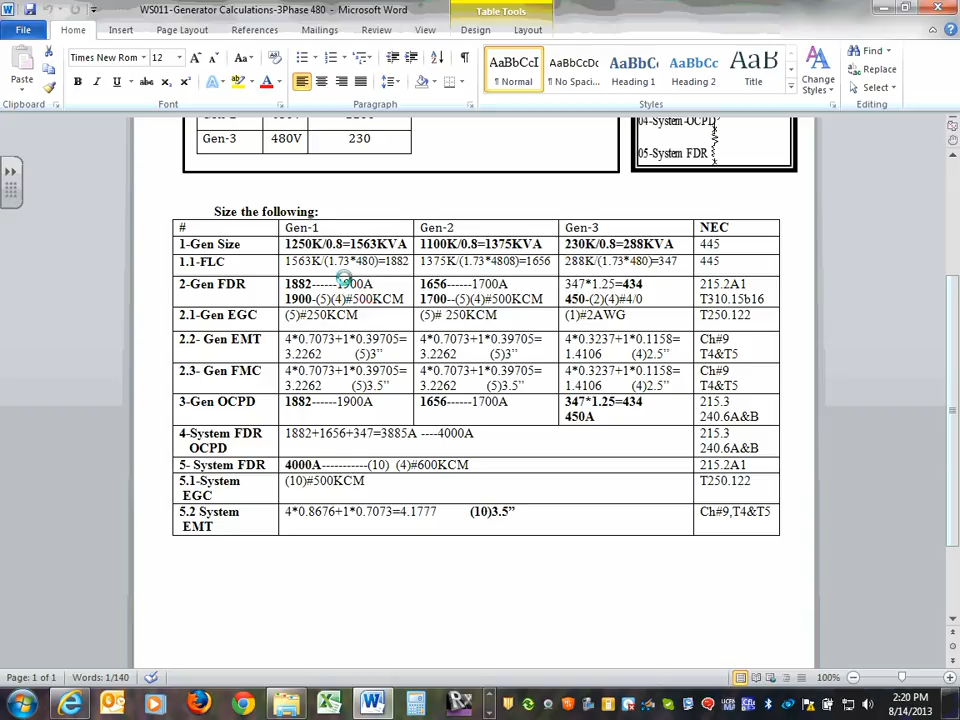 WS011-Generator Calculations-3Phase 480 - Microsoft Word
Table Tools
File Home Insert Page Layout References Mailings Review View Design Layout
Paste
Clipboard
Times New Rom 12
Font
Paragraph
AaBbCcI AaBbCcDc AaBbCı AaBbCc AaB
¶ Normal ¶ No Spaci... Heading 1 Heading 2 Title
Styles
Change Styles
Find
Replace
Select
Editing
Gen-3 480V 230
04-System-OCPD
05-System FDR
Size the following:
# Gen-1 Gen-2 Gen-3 NEC
1-Gen Size 1250K/0.8=1563KVA 1100K/0.8=1375KVA 230K/0.8=288KVA 445
1.1-FLC 1563K/(1.73*480)=1882 1375K/(1.73*4808)=1656 288K/(1.73*480)=347 445
2-Gen FDR 1882------1900A 1656------1700A 347*1.25=434 215.2A1
1900-(5)(4)#500KCM 1700--(5)(4)#500KCM 450-(2)(4)#4/0 T310.15b16
2.1-Gen EGC (5)#250KCM (5)# 250KCM (1)#2AWG T250.122
2.2- Gen EMT 4*0.7073+1*0.39705= 4*0.7073+1*0.39705= 4*0.3237+1*0.1158= Ch#9
3.2262 (5)3” 3.2262 (5)3” 1.4106 (4)2.5” T4&T5
2.3- Gen FMC 4*0.7073+1*0.39705= 4*0.7073+1*0.39705= 4*0.3237+1*0.1158= Ch#9
3.2262 (5)3.5” 3.2262 (5)3.5” 1.4106 (4)2.5” T4&T5
3-Gen OCPD 1882------1900A 1656------1700A 347*1.25=434 215.3
450A 240.6A&B
4-System FDR 1882+1656+347=3885A ----4000A 215.3
OCPD 240.6A&B
5- System FDR 4000A-----------(10) (4)#600KCM 215.2A1
5.1-System (10)#500KCM T250.122
EGC
5.2 System 4*0.8676+1*0.7073=4.1777 (10)3.5” Ch#9,T4&T5
EMT
Page: 1 of 1 Words: 1/140 100%
2:20 PM
8/14/2013